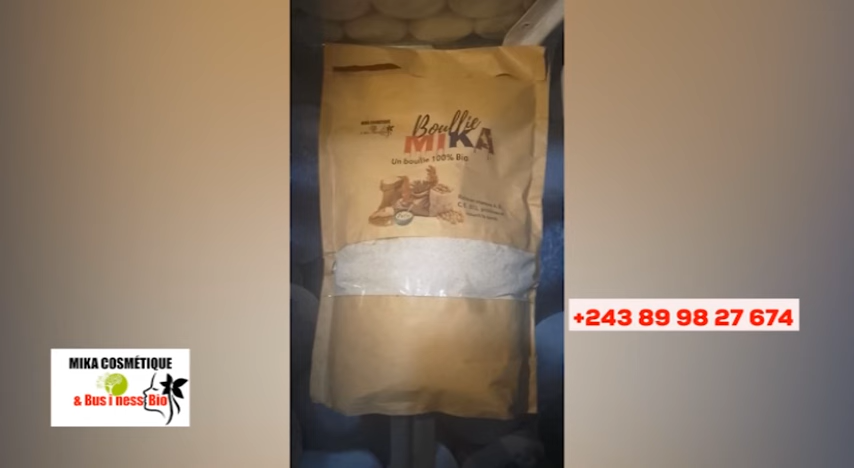 Bouillie
MIKA
Un bouillie 100% Bio
+243 89 98 27 674
MIKA COSMÉTIQUE
& Bus i ness Bio